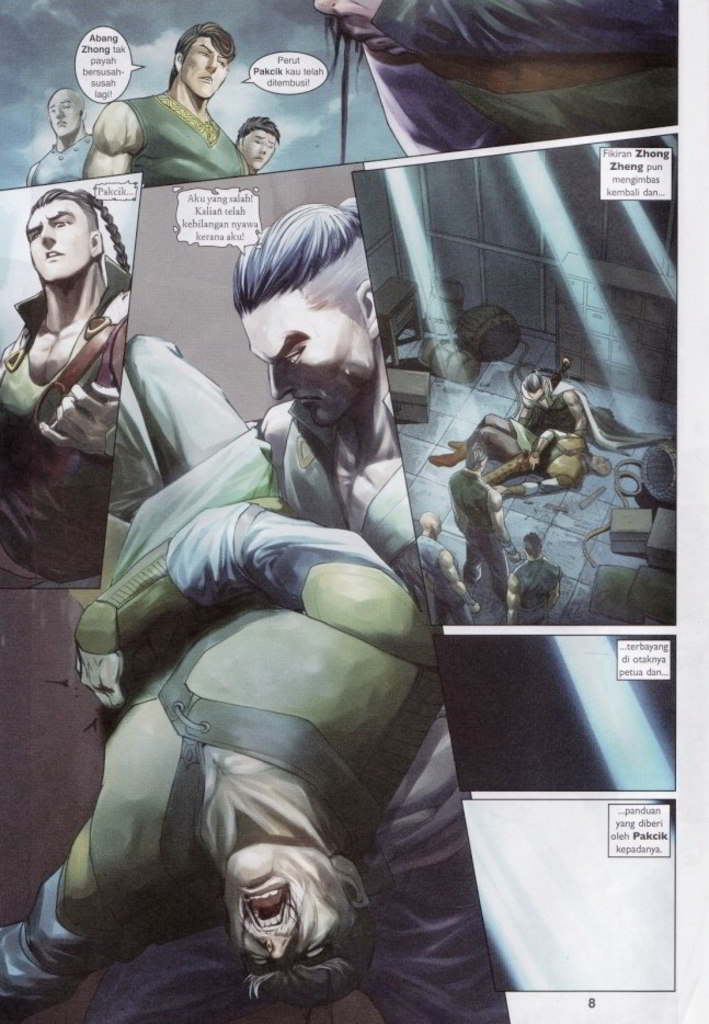 Abang
Zhong tak
payah
bersusah-
susah
lagi!
Perut
Pakcik kau telah
ditembusi!
Pakcik...
Aku yang salah!
Kalian telah
kehilangan nyawa
kerana aku!
Fikiran Zhong
Zheng pun
mengimbas
kembali dan...
...terbayang
di otaknya
petua dan...
...panduan
yang diberi
oleh Pakcik
kepadanya.
8